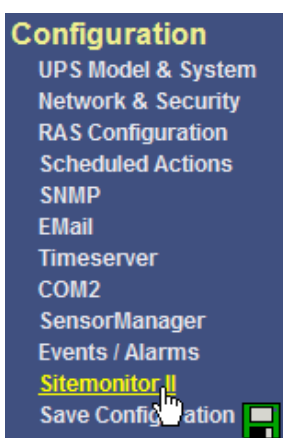 Configuration
UPS Model & System
Network & Security
RAS Configuration
Scheduled Actions
SNMP
EMail
Timeserver
COM2
SensorManager
Events / Alarms
Sitemonitor II
Save Configuration